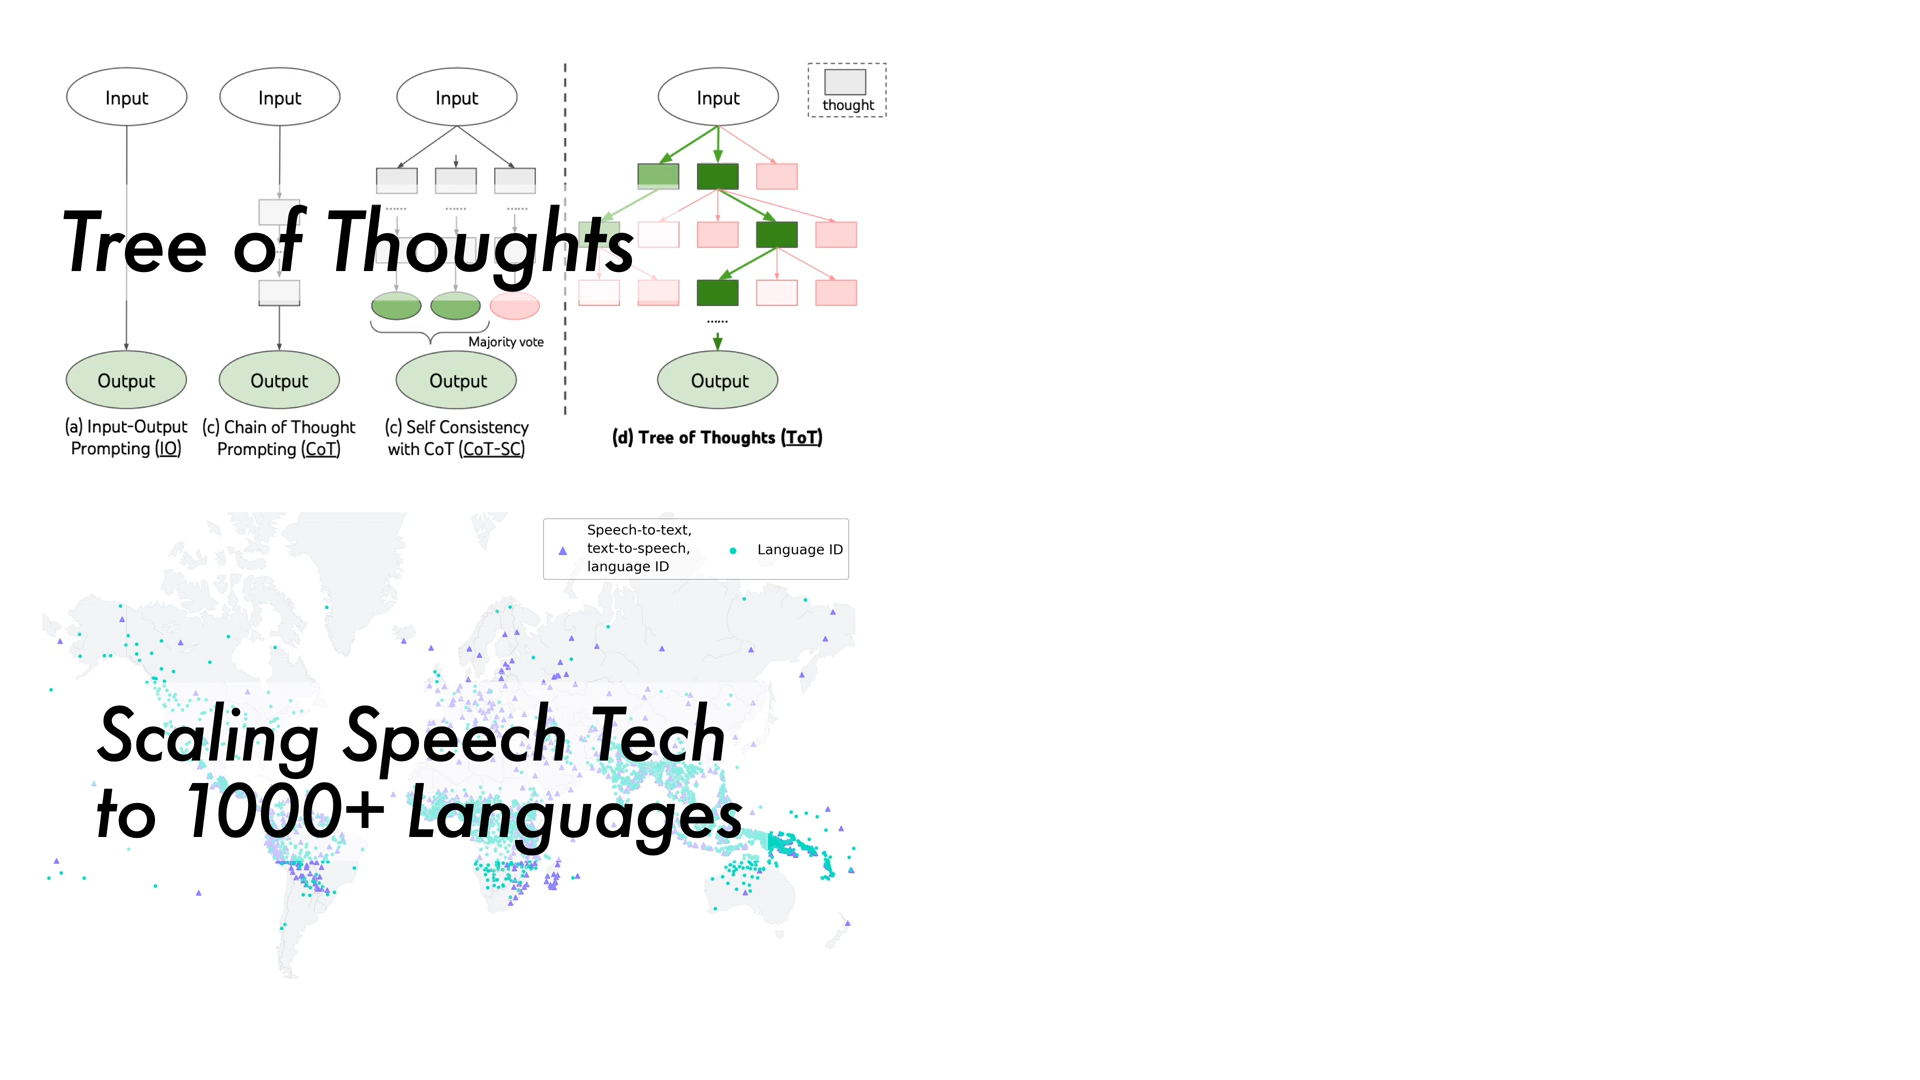 Input
Input
Input
Input
thought
Tree of Thoughts
......
......
......
......
Majority vote
Output
Output
Output
Output
(a) Input-Output
Prompting (IO)
(c) Chain of Thought
Prompting (CoT)
(c) Self Consistency
with CoT (CoT-SC)
(d) Tree of Thoughts (ToT)
Speech-to-text,
text-to-speech,
language ID
Language ID
Scaling Speech Tech
to 1000+ Languages